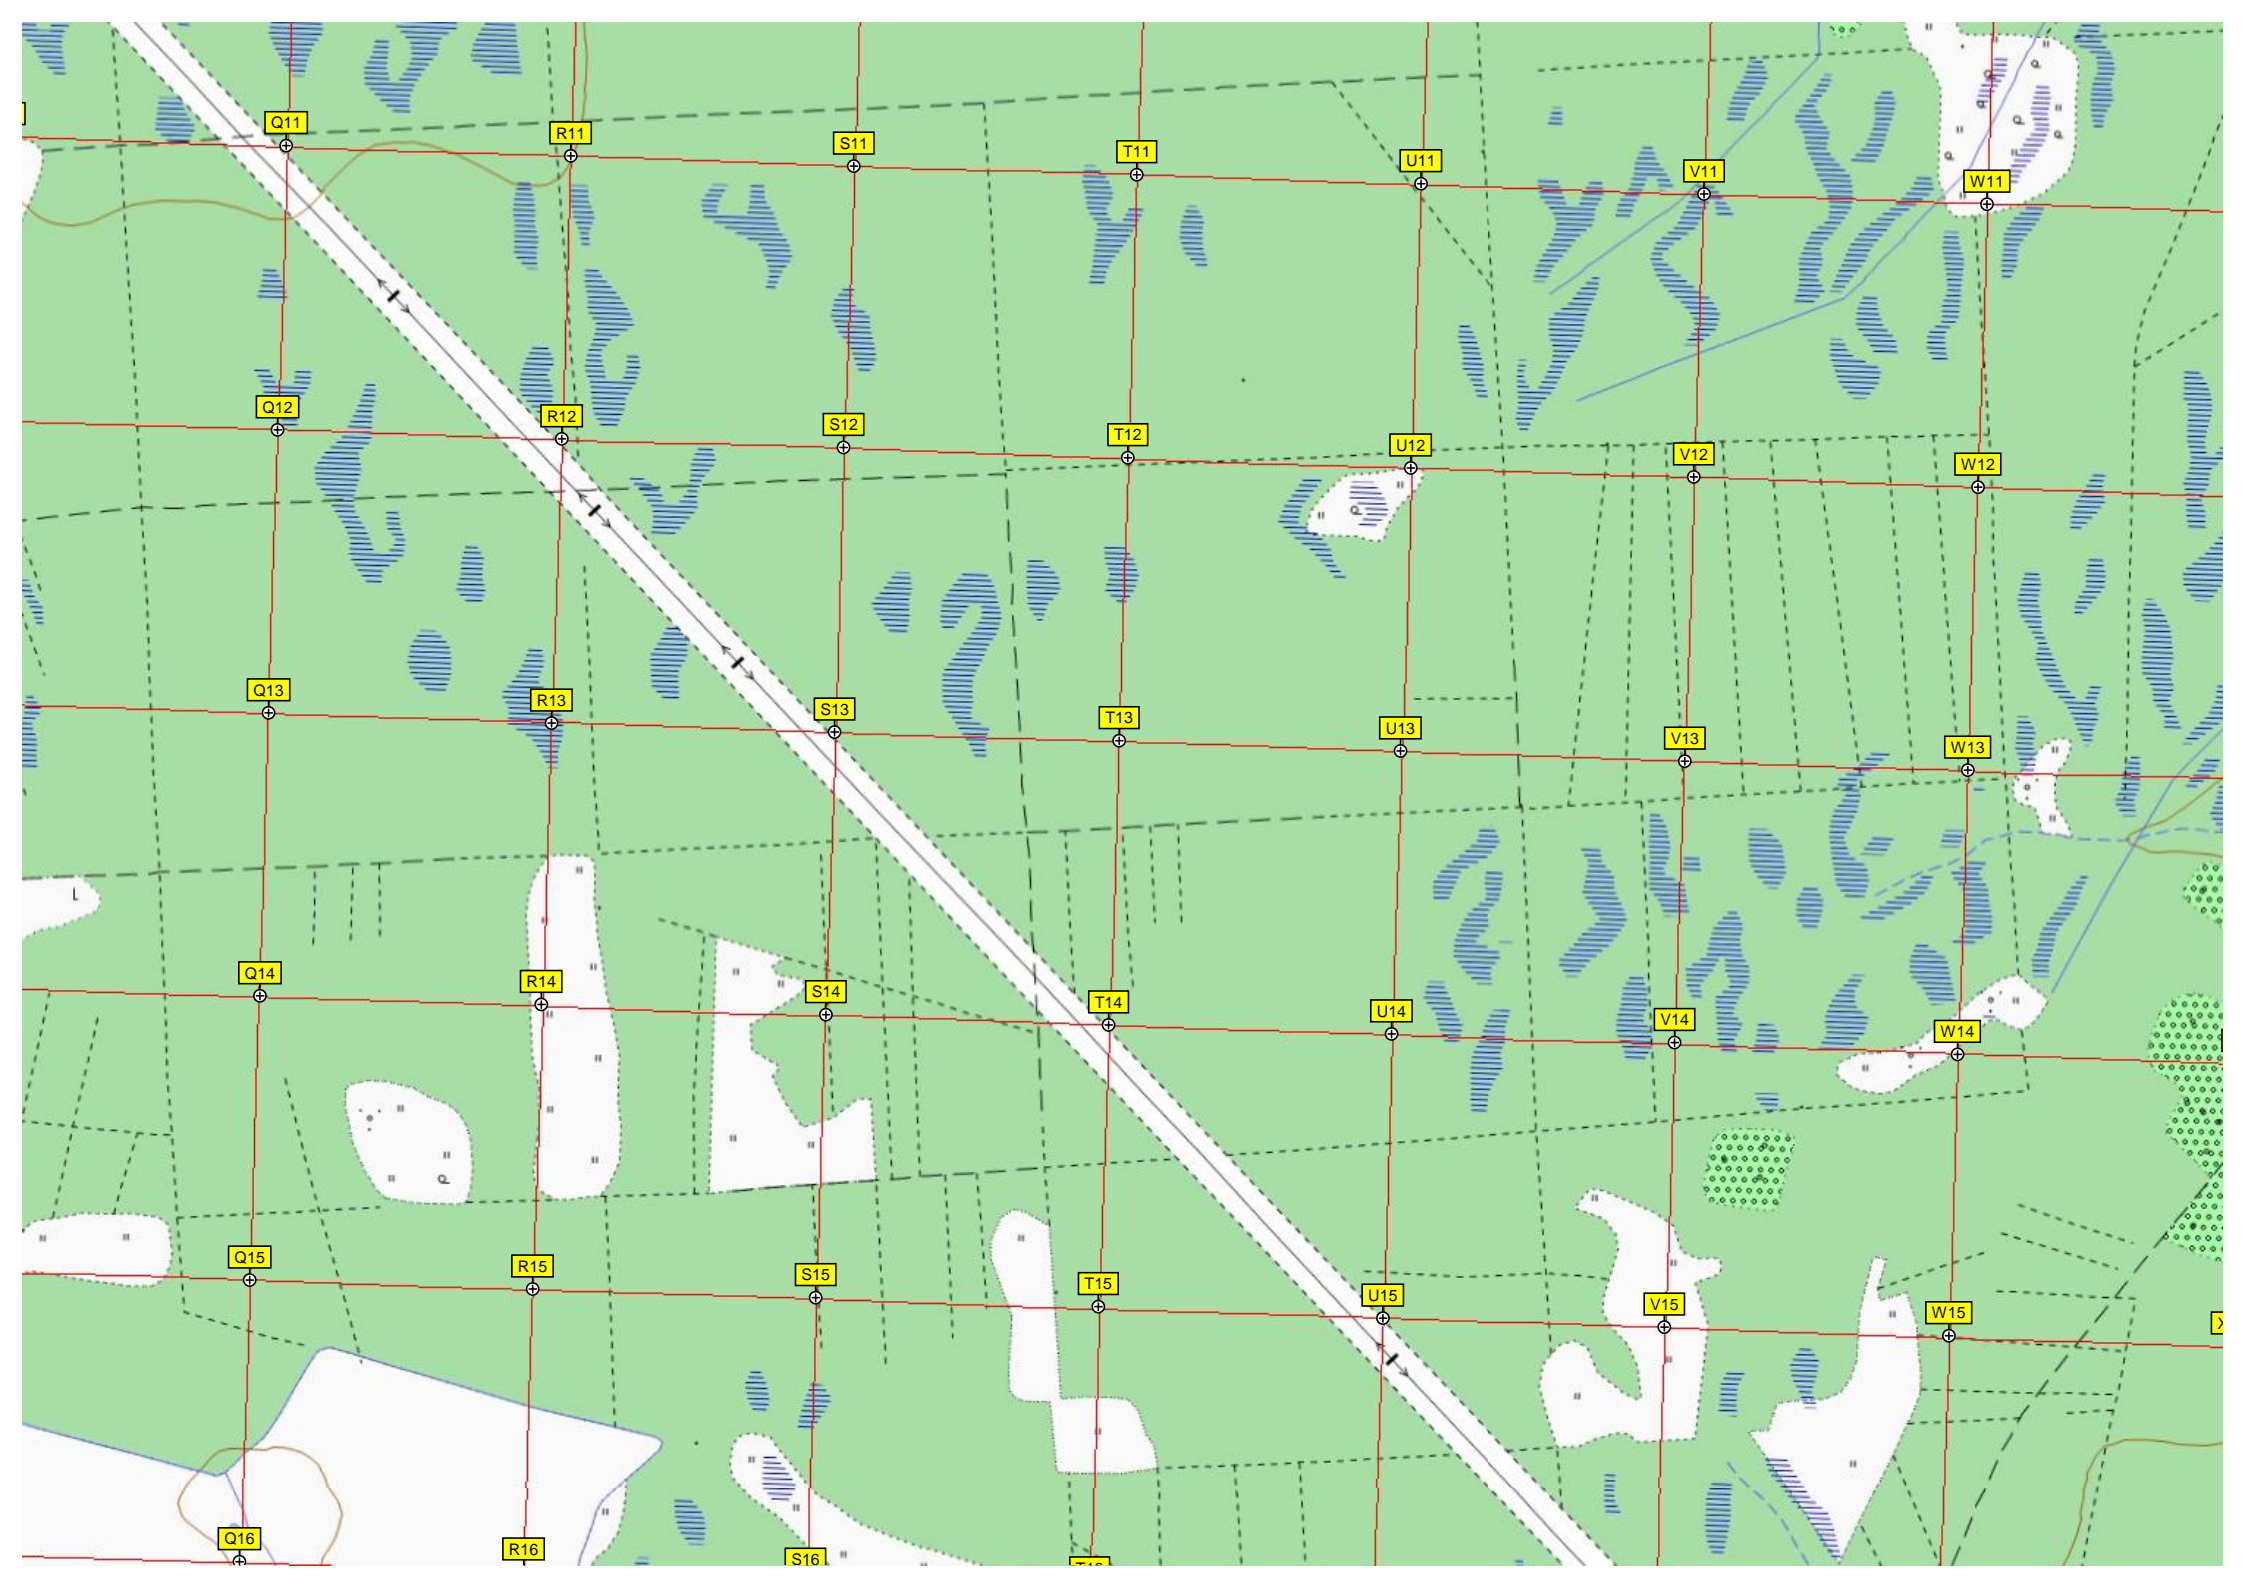 Q11 R11 S11 T11 U11 V11 W11
Q12 R12 S12 T12 U12 V12 W12
Q13 R13 S13 T13 U13 V13 W13
Q14 R14 S14 T14 U14 V14 W14
Q15 R15 S15 T15 U15 V15 W15
Q16 R16 S16